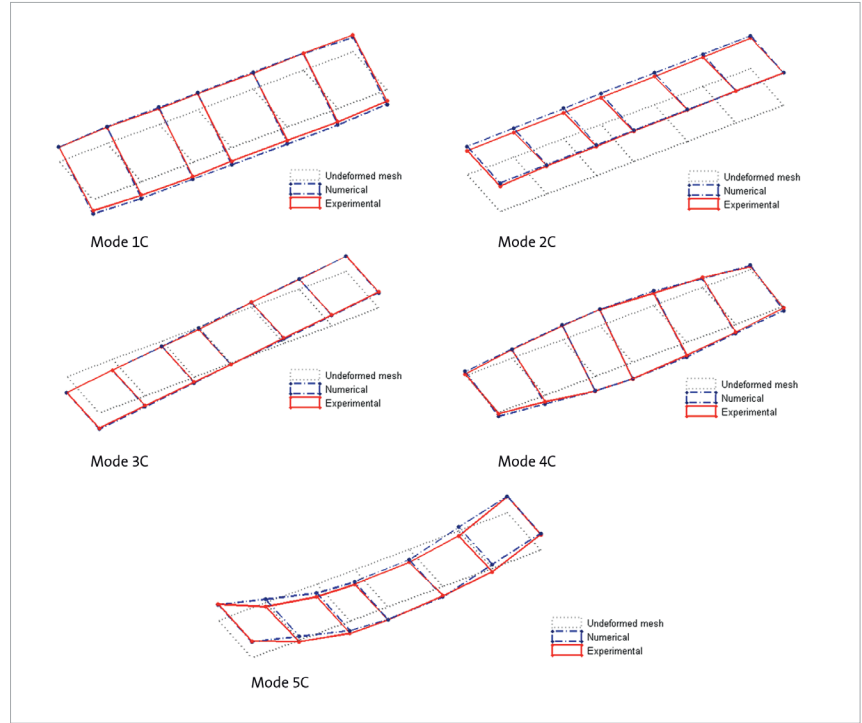 Undeformed mesh
Numerical
Experimental
Mode 1C
Undeformed mesh
Numerical
Experimental
Mode 2C
Undeformed mesh
Numerical
Experimental
Mode 3C
Undeformed mesh
Numerical
Experimental
Mode 4C
Undeformed mesh
Numerical
Experimental
Mode 5C